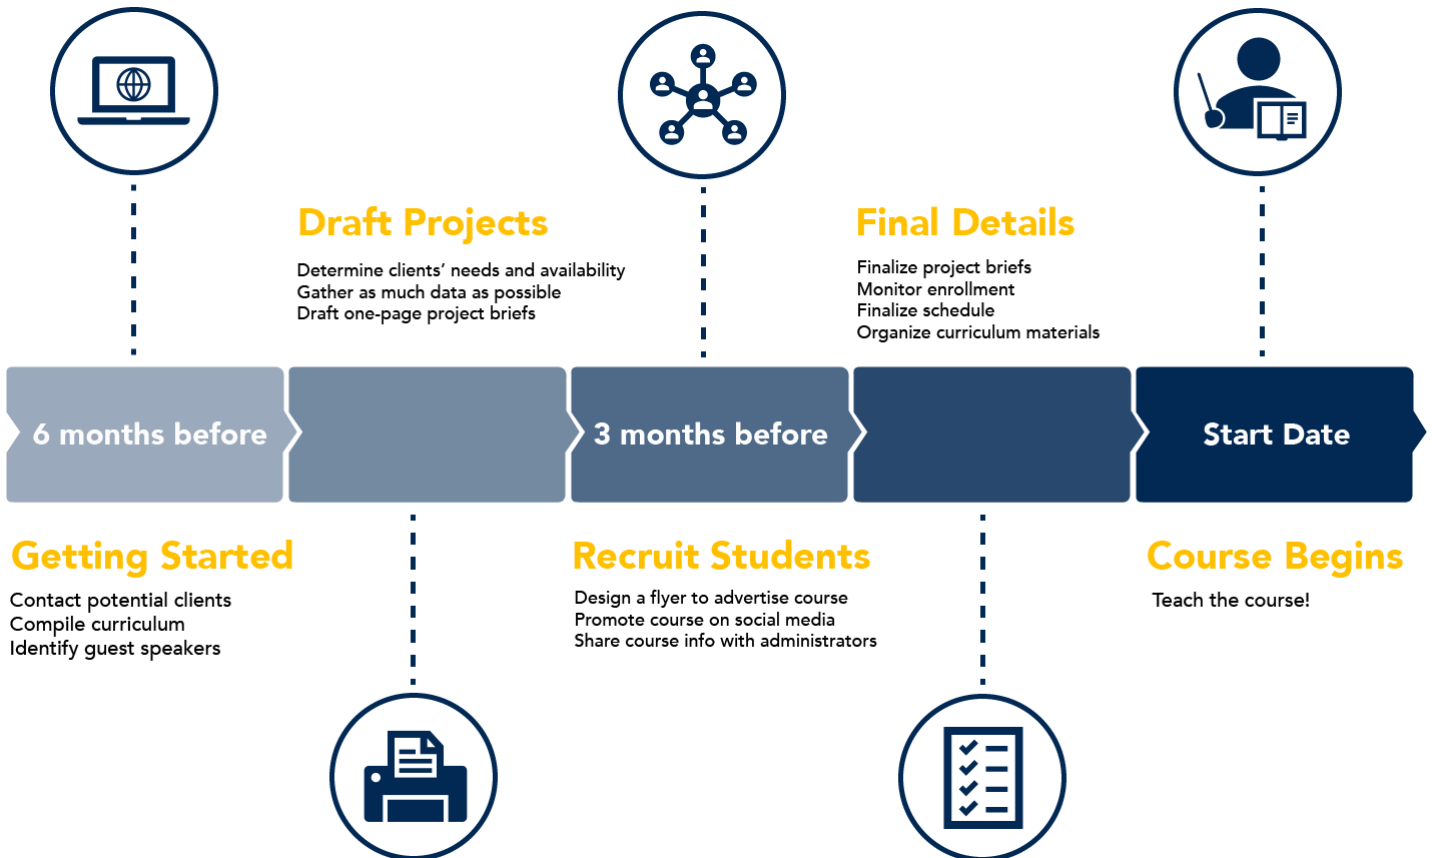 Draft Projects
Determine clients’ needs and availability
Gather as much data as possible
Draft one-page project briefs
Final Details
Finalize project briefs
Monitor enrollment
Finalize schedule
Organize curriculum materials
6 months before
3 months before
Start Date
Getting Started
Contact potential clients
Compile curriculum
Identify guest speakers
Recruit Students
Design a flyer to advertise course
Promote course on social media
Share course info with administrators
Course Begins
Teach the course!